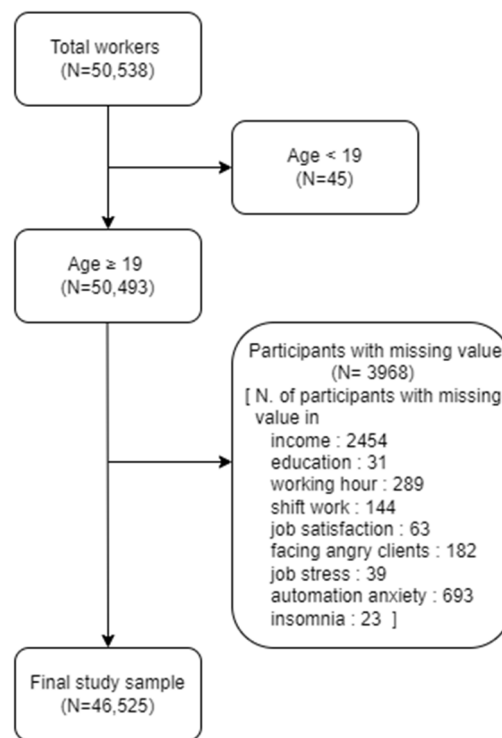 Total workers
(N=50,538)
Age < 19
(N=45)
Age ≥ 19
(N=50,493)
Participants with missing value
(N= 3968)
[ N. of participants with missing
value in
income : 2454
education : 31
working hour : 289
shift work : 144
job satisfaction : 63
facing angry clients : 182
job stress : 39
automation anxiety : 693
insomnia : 23 ]
Final study sample
(N=46,525)